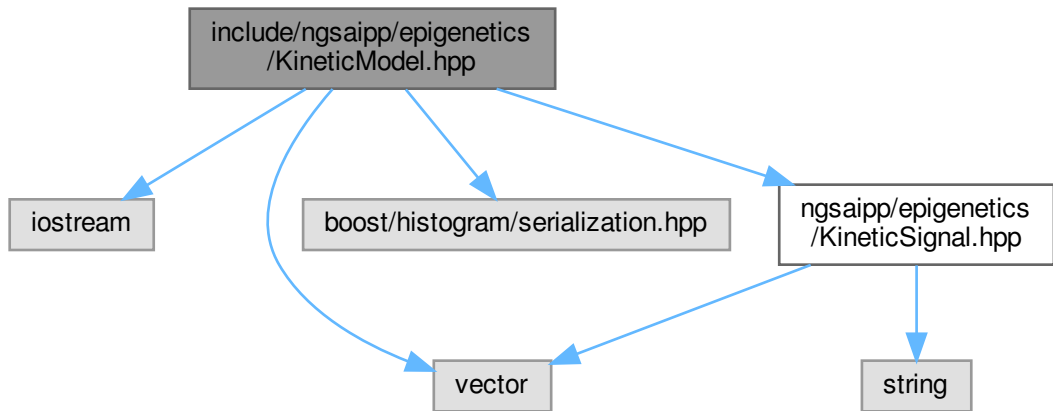 include/ngsaipp/epigenetics
/KineticModel.hpp
iostream
boost/histogram/serialization.hpp
ngsaipp/epigenetics
/KineticSignal.hpp
vector
string